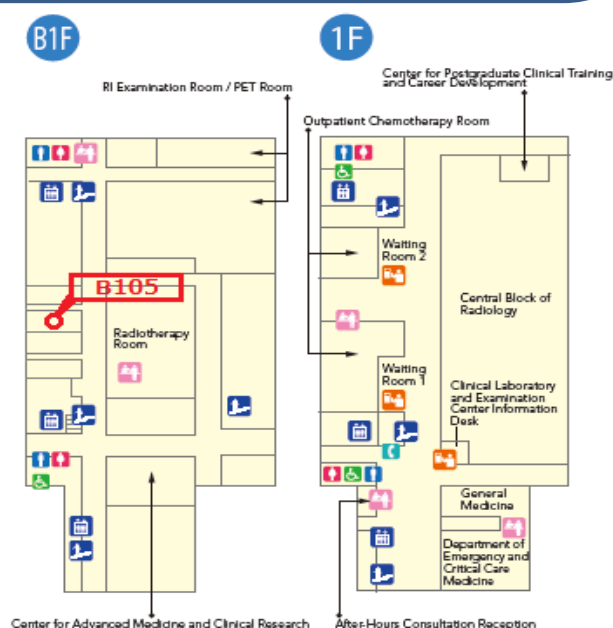 B1F
1F
RI Examination Room / PET Room
Center for Postgraduate Clinical Training
and Career Development
Outpatient Chemotherapy Room
Waiting
Room 2
B105
Central Block of
Radiology
Radiotherapy
Room
Waiting
Room 1
Clinical Laboratory
and Examination
Center Information
Desk
General
Medicine
Department of
Emergency and
Critical Care
Medicine
Center for Advanced Medicine and Clinical Research
After-Hours Consultation Reception